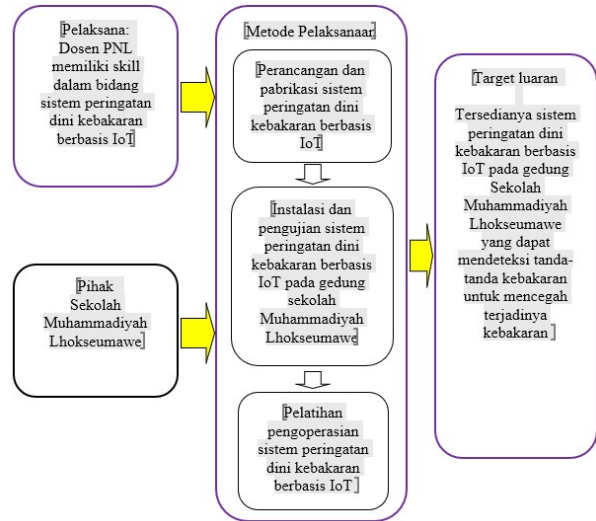 [Pelaksana:
Dosen PNL
memiliki skill
dalam bidang
sistem peringatan
dini kebakaran
berbasis IoT]
[Pihak
Sekolah
Muhammadiyah
Lhokseumawe]
[Metode Pelaksanaan]
[Perancangan dan
pabrikasi sistem
peringatan dini
kebakaran berbasis
IoT]
[Instalasi dan
pengujian sistem
peringatan dini
kebakaran berbasis
IoT pada gedung
sekolah
Muhammadiyah
Lhokseumawe]
[Pelatihan
pengoperasian
sistem peringatan
dini kebakaran
berbasis IoT]
[Target luaran
Tersedianya sistem
peringatan dini
kebakaran berbasis
IoT pada gedung
Sekolah
Muhammadiyah
Lhokseumawe
yang dapat
mendeteksi tanda-
tanda kebakaran
untuk mencegah
terjadinya
kebakaran]